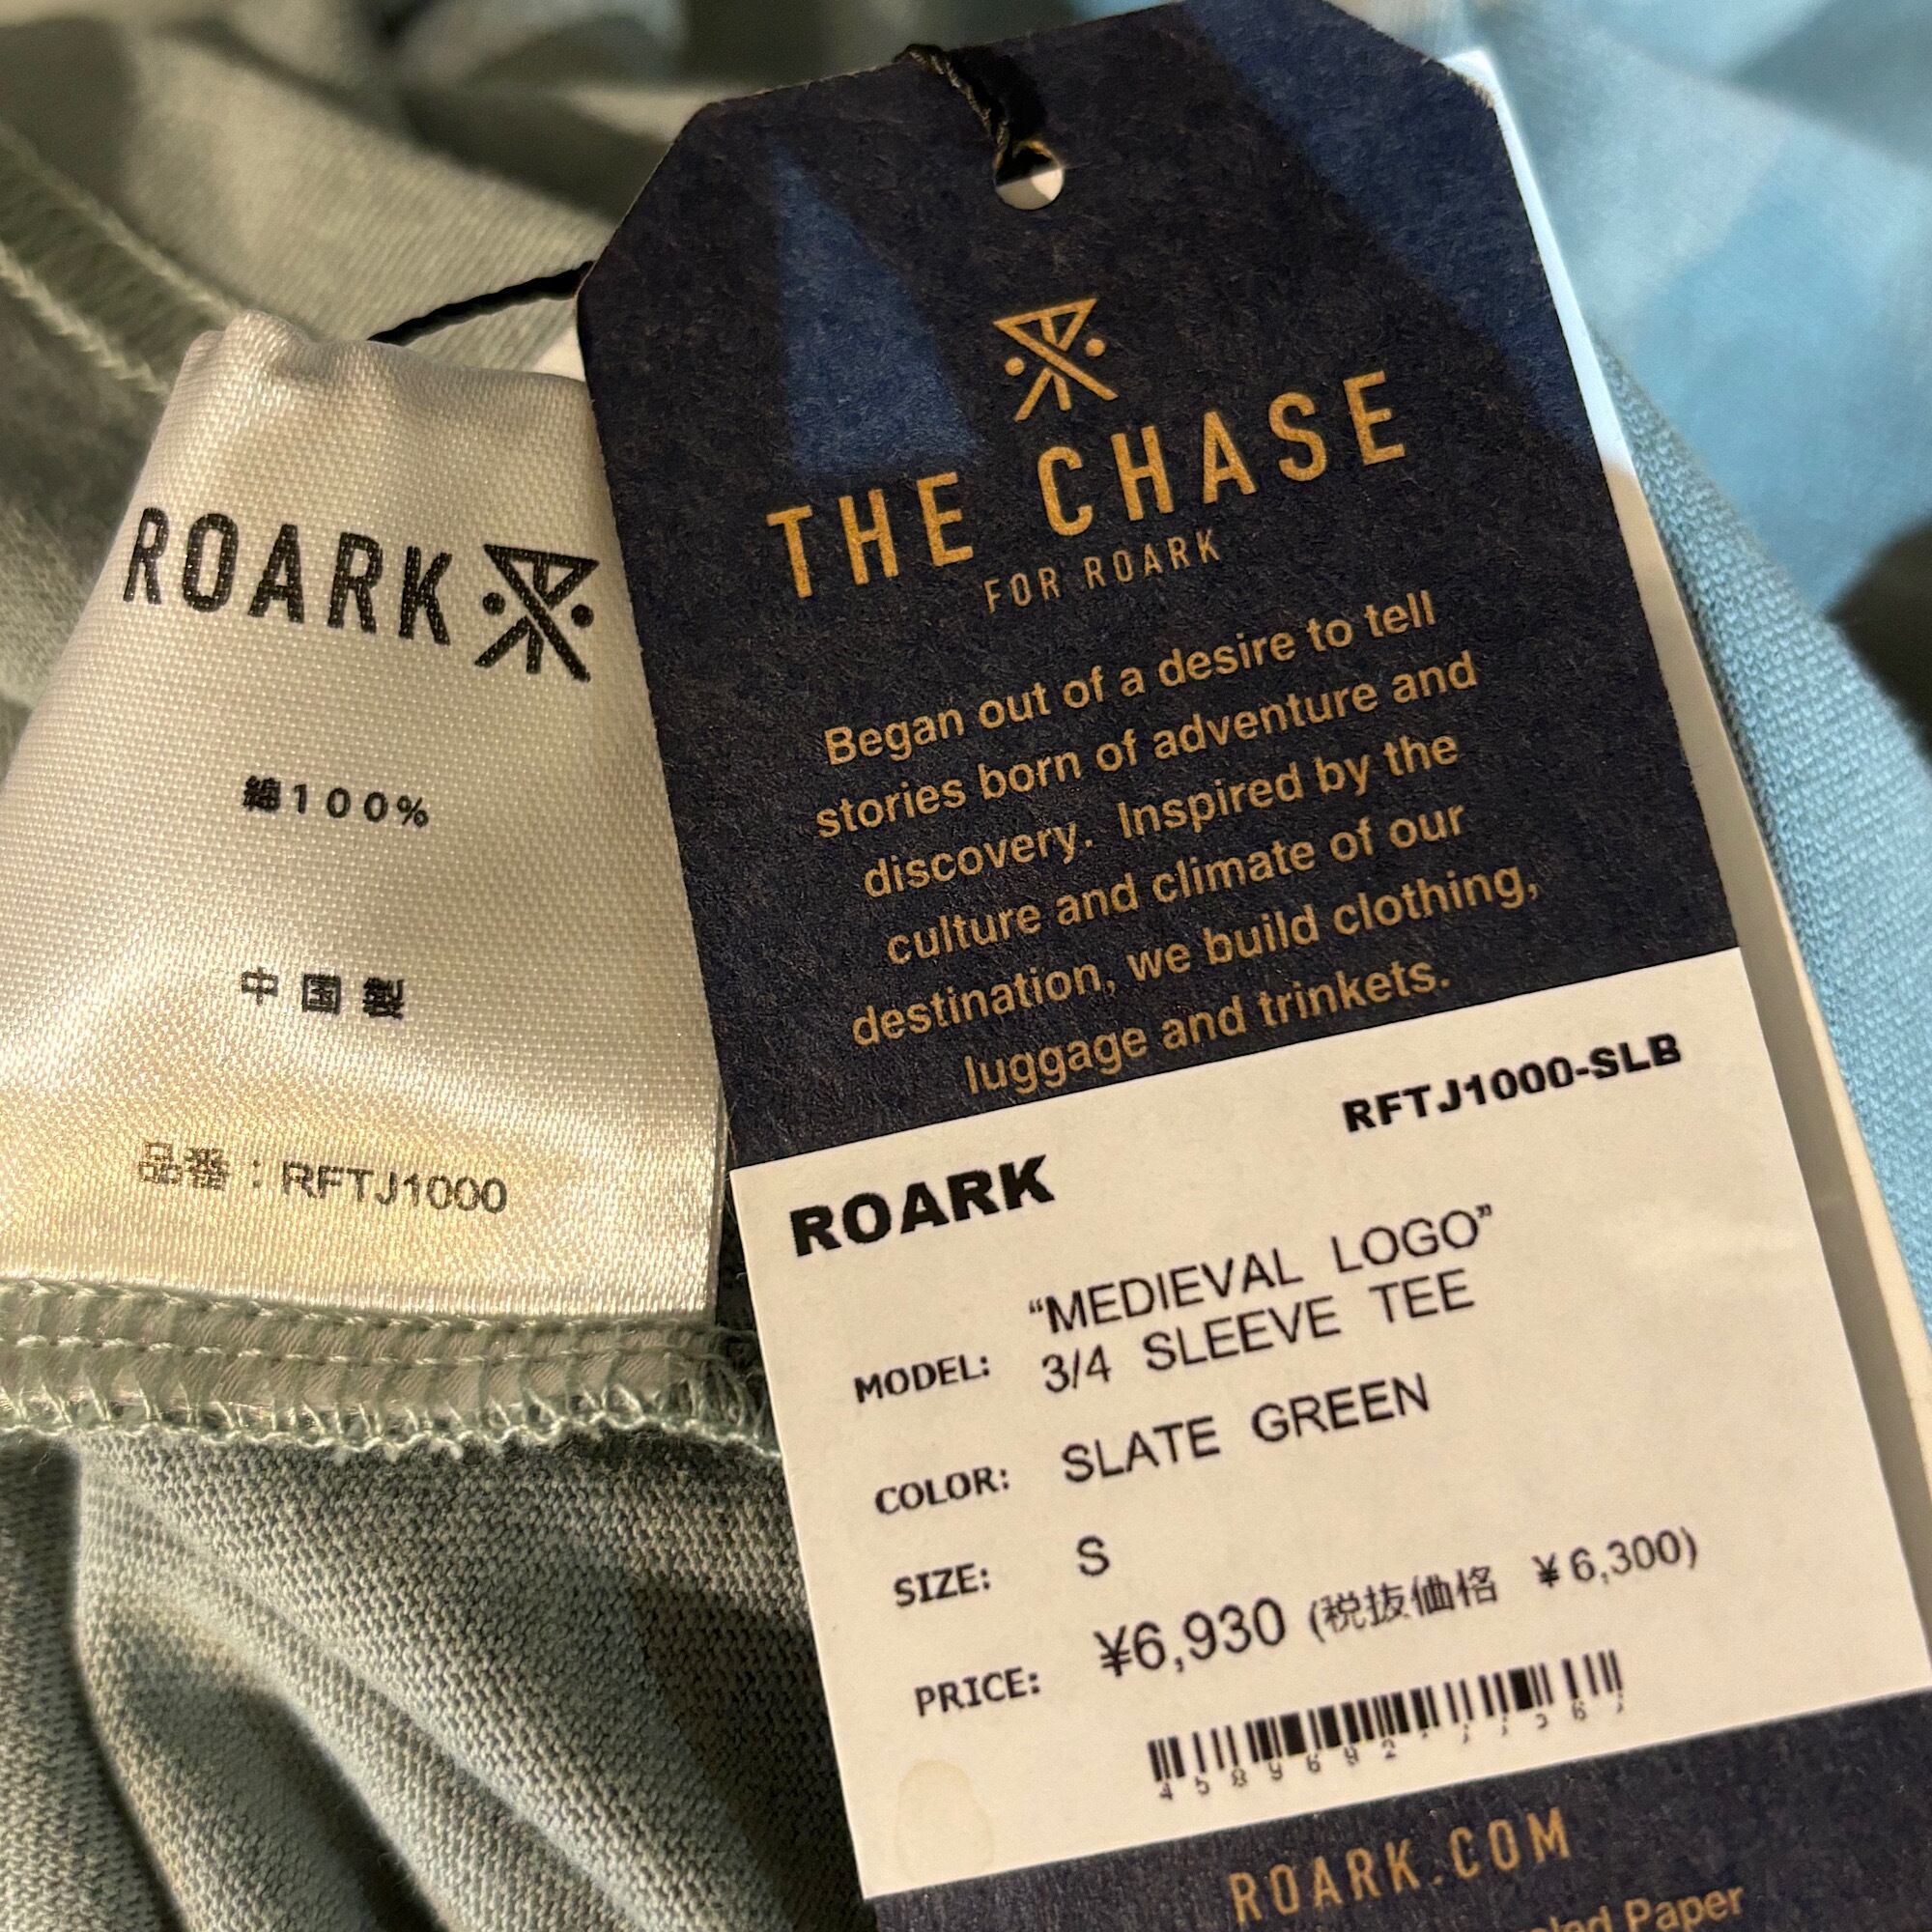 ROARK
綿100%
中国製
品番：RFTJ1000
THE CHASE
FOR ROARK
Began out of a desire to tell
stories born of adventure and
discovery. Inspired by the
culture and climate of our
destination, we build clothing,
luggage and trinkets.
RFTJ1000-SLB
ROARK
MODEL: “MEDIEVAL LOGO”
3/4 SLEEVE TEE
COLOR: SLATE GREEN
SIZE: S
PRICE: ¥6,930 (税抜価格 ¥6,300)
ROARK.COM
Paper